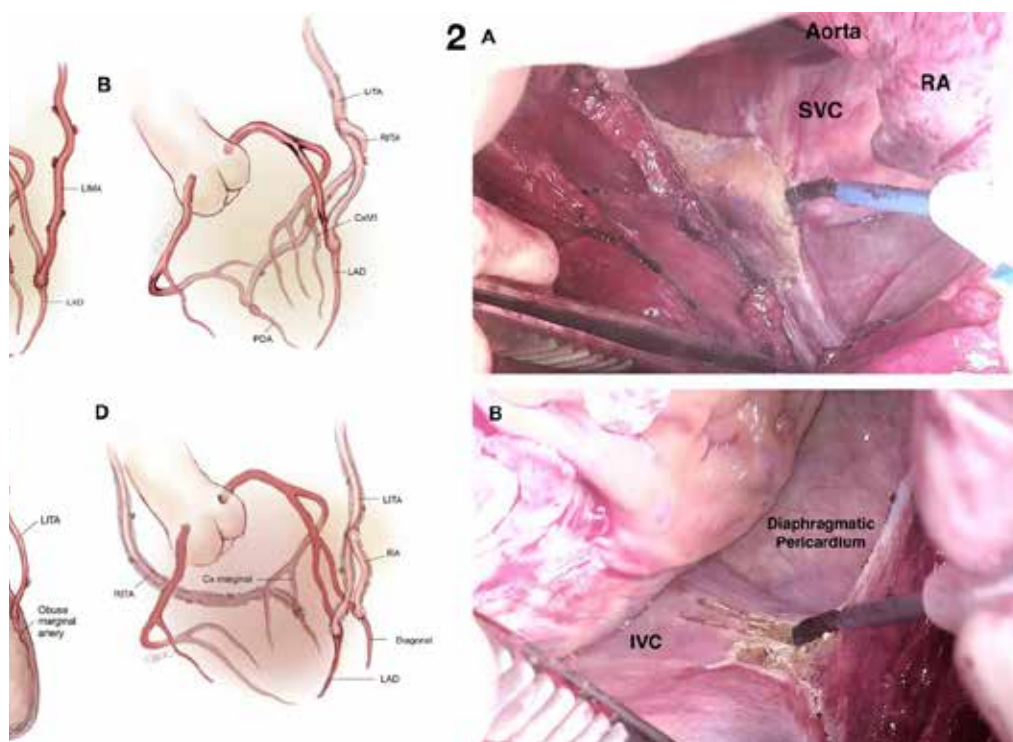 LIMA
LAD
B
LITA
RITA
CxM1
LAD
PDA
LITA
Obuse
marginal
artery
D
LITA
RA
Cx marginal
RITA
Diagonal
LAD
2 A
Aorta
RA
SVC
B
Diaphragmatic
Pericardium
IVC